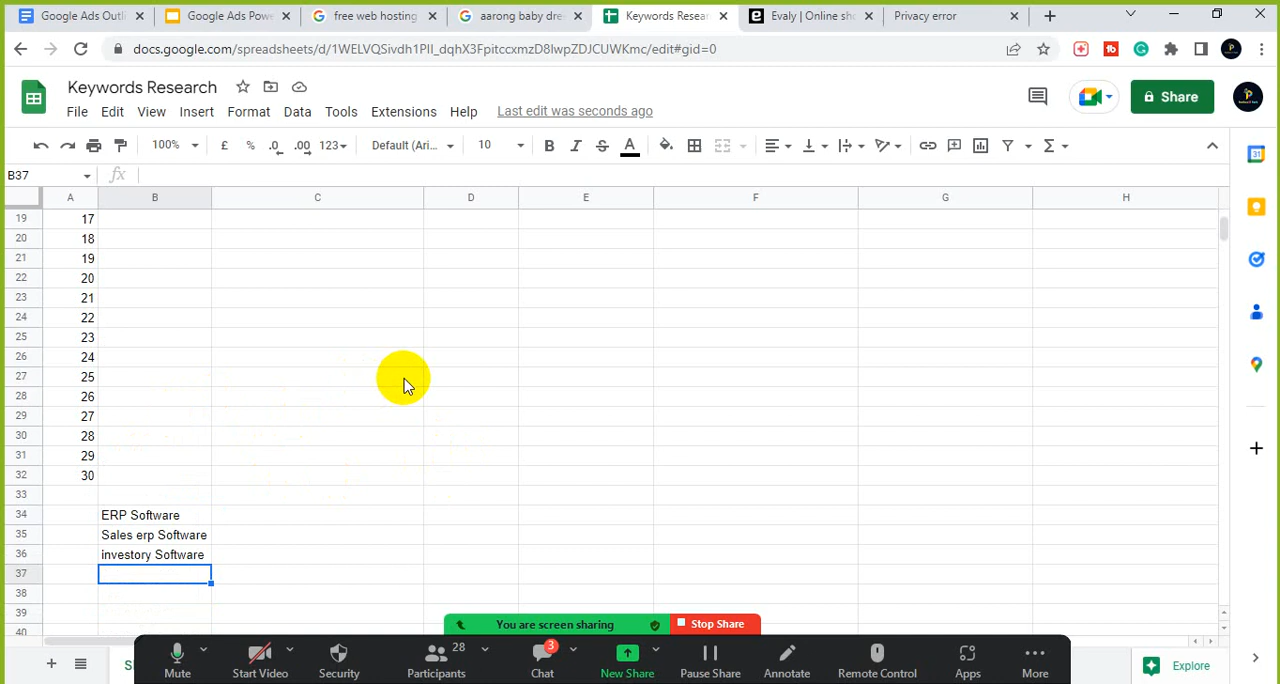 Google Ads Outli
Google Ads Powe
free web hosting
aarong baby dre
Keywords Resear
Evaly | Online sho
Privacy error
docs.google.com/spreadsheets/d/1WELVQSivdh1PlI_dqhX3FpitccxmzD8lwpZDJCUWKmc/edit#gid=0
Keywords Research
Share
File Edit View Insert Format Data Tools Extensions Help Last edit was seconds ago
100% £ % .0 .00 123 Default (Ari... 10 B I S A
B37 fx
A B C D E F G H
19 17
20 18
21 19
22 20
23 21
24 22
25 23
26 24
27 25
28 26
29 27
30 28
31 29
32 30
33
34 ERP Software
35 Sales erp Software
36 investory Software
37
38
39
40
You are screen sharing Stop Share
28 3
Mute Start Video Security Participants Chat New Share Pause Share Annotate Remote Control Apps More
Explore